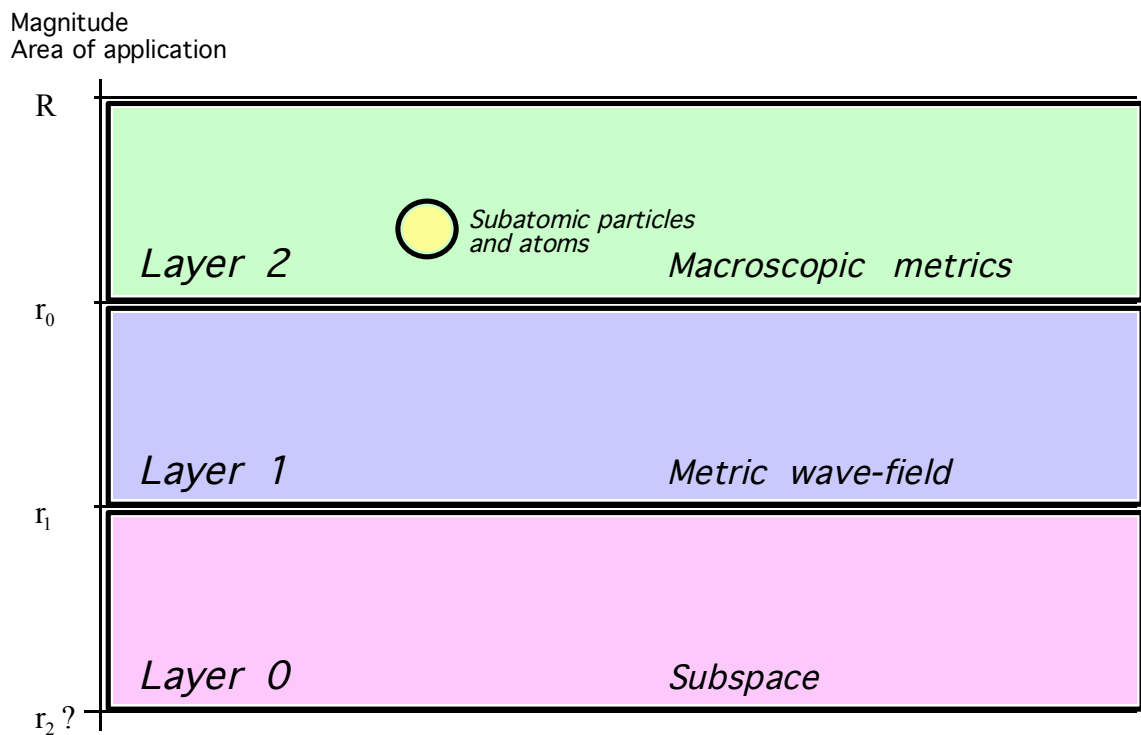 Magnitude
Area of application
R
Subatomic particles
and atoms
Layer 2 Macroscopic metrics
r₀
Layer 1 Metric wave-field
r₁
Layer 0 Subspace
r₂ ?